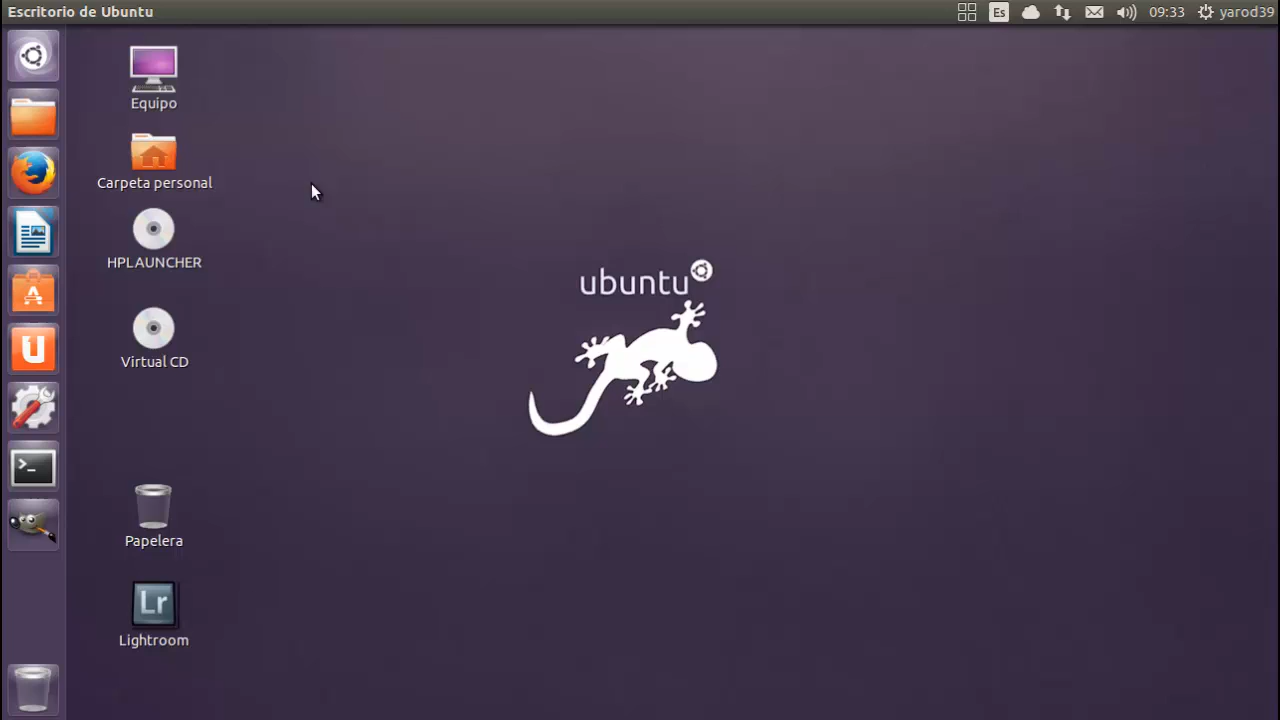 Escritorio de Ubuntu
Es
09:33
yarod39
Equipo
Carpeta personal
HPLAUNCHER
Virtual CD
ubuntu
Papelera
Lr
Lightroom
A
U
>_